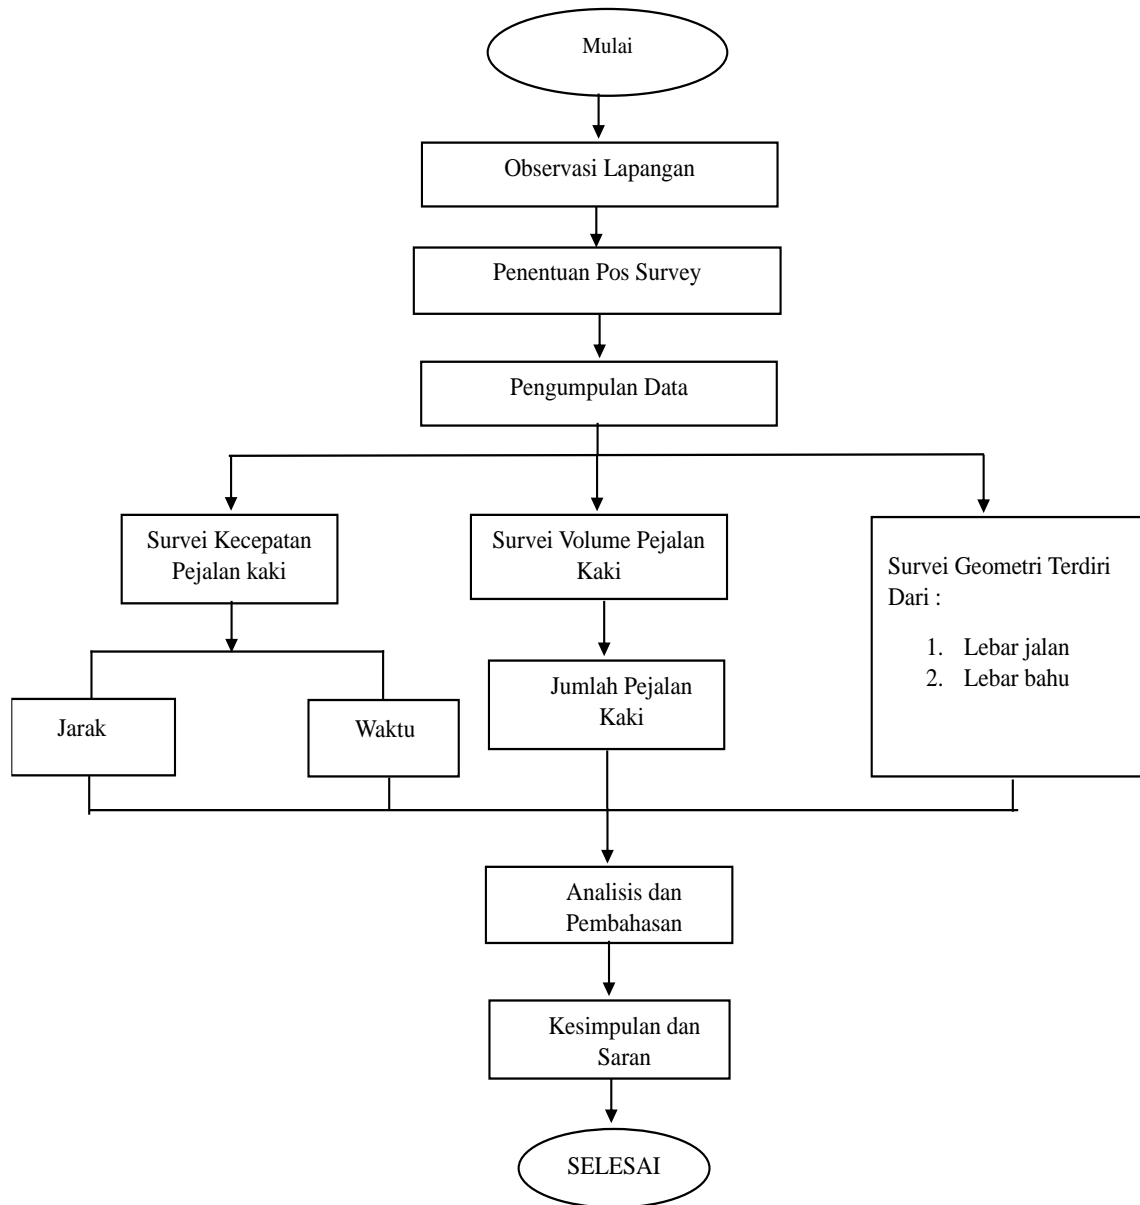 Mulai
Observasi Lapangan
Penentuan Pos Survey
Pengumpulan Data
Survei Kecepatan
Pejalan kaki
Survei Volume Pejalan
Kaki
Survei Geometri Terdiri
Dari :
1. Lebar jalan
2. Lebar bahu
Jarak
Waktu
Jumlah Pejalan
Kaki
Analisis dan
Pembahasan
Kesimpulan dan
Saran
SELESAI